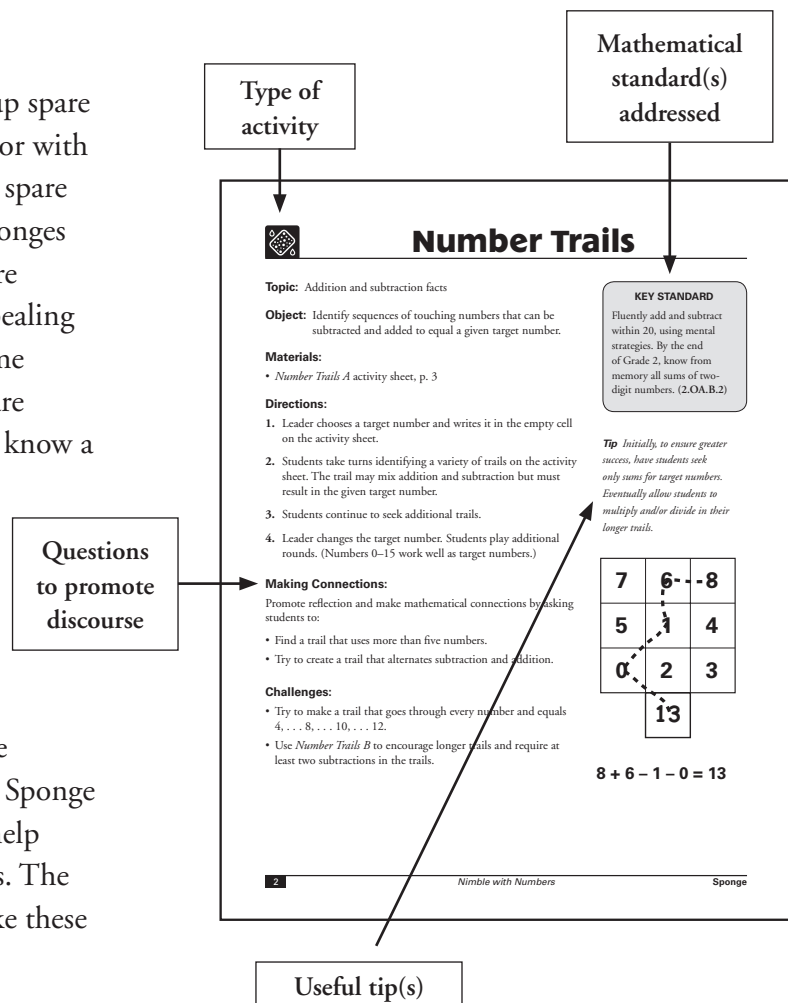 up spare
or with
spare
onges
re
ealing
ne
re
know a
e
Sponge
help
s. The
ke these
Type of
activity
Mathematical
standard(s)
addressed
Questions
to promote
discourse
Useful tip(s)
Number Trails
Topic: Addition and subtraction facts
Object: Identify sequences of touching numbers that can be
subtracted and added to equal a given target number.
Materials:
• Number Trails A activity sheet, p. 3
Directions:
1. Leader chooses a target number and writes it in the empty cell
on the activity sheet.
2. Students take turns identifying a variety of trails on the activity
sheet. The trail may mix addition and subtraction but must
result in the given target number.
3. Students continue to seek additional trails.
4. Leader changes the target number. Students play additional
rounds. (Numbers 0–15 work well as target numbers.)
Making Connections:
Promote reflection and make mathematical connections by asking
students to:
• Find a trail that uses more than five numbers.
• Try to create a trail that alternates subtraction and addition.
Challenges:
• Try to make a trail that goes through every number and equals
4, . . . 8, . . . 10, . . . 12.
• Use Number Trails B to encourage longer trails and require at
least two subtractions in the trails.
KEY STANDARD
Fluently add and subtract
within 20, using mental
strategies. By the end
of Grade 2, know from
memory all sums of two-
digit numbers. (2.OA.B.2)
Tip Initially, to ensure greater
success, have students seek
only sums for target numbers.
Eventually allow students to
multiply and/or divide in their
longer trails.
7 6 8
5 1 4
0 2 3
13
8 + 6 – 1 – 0 = 13
2 Nimble with Numbers Sponge